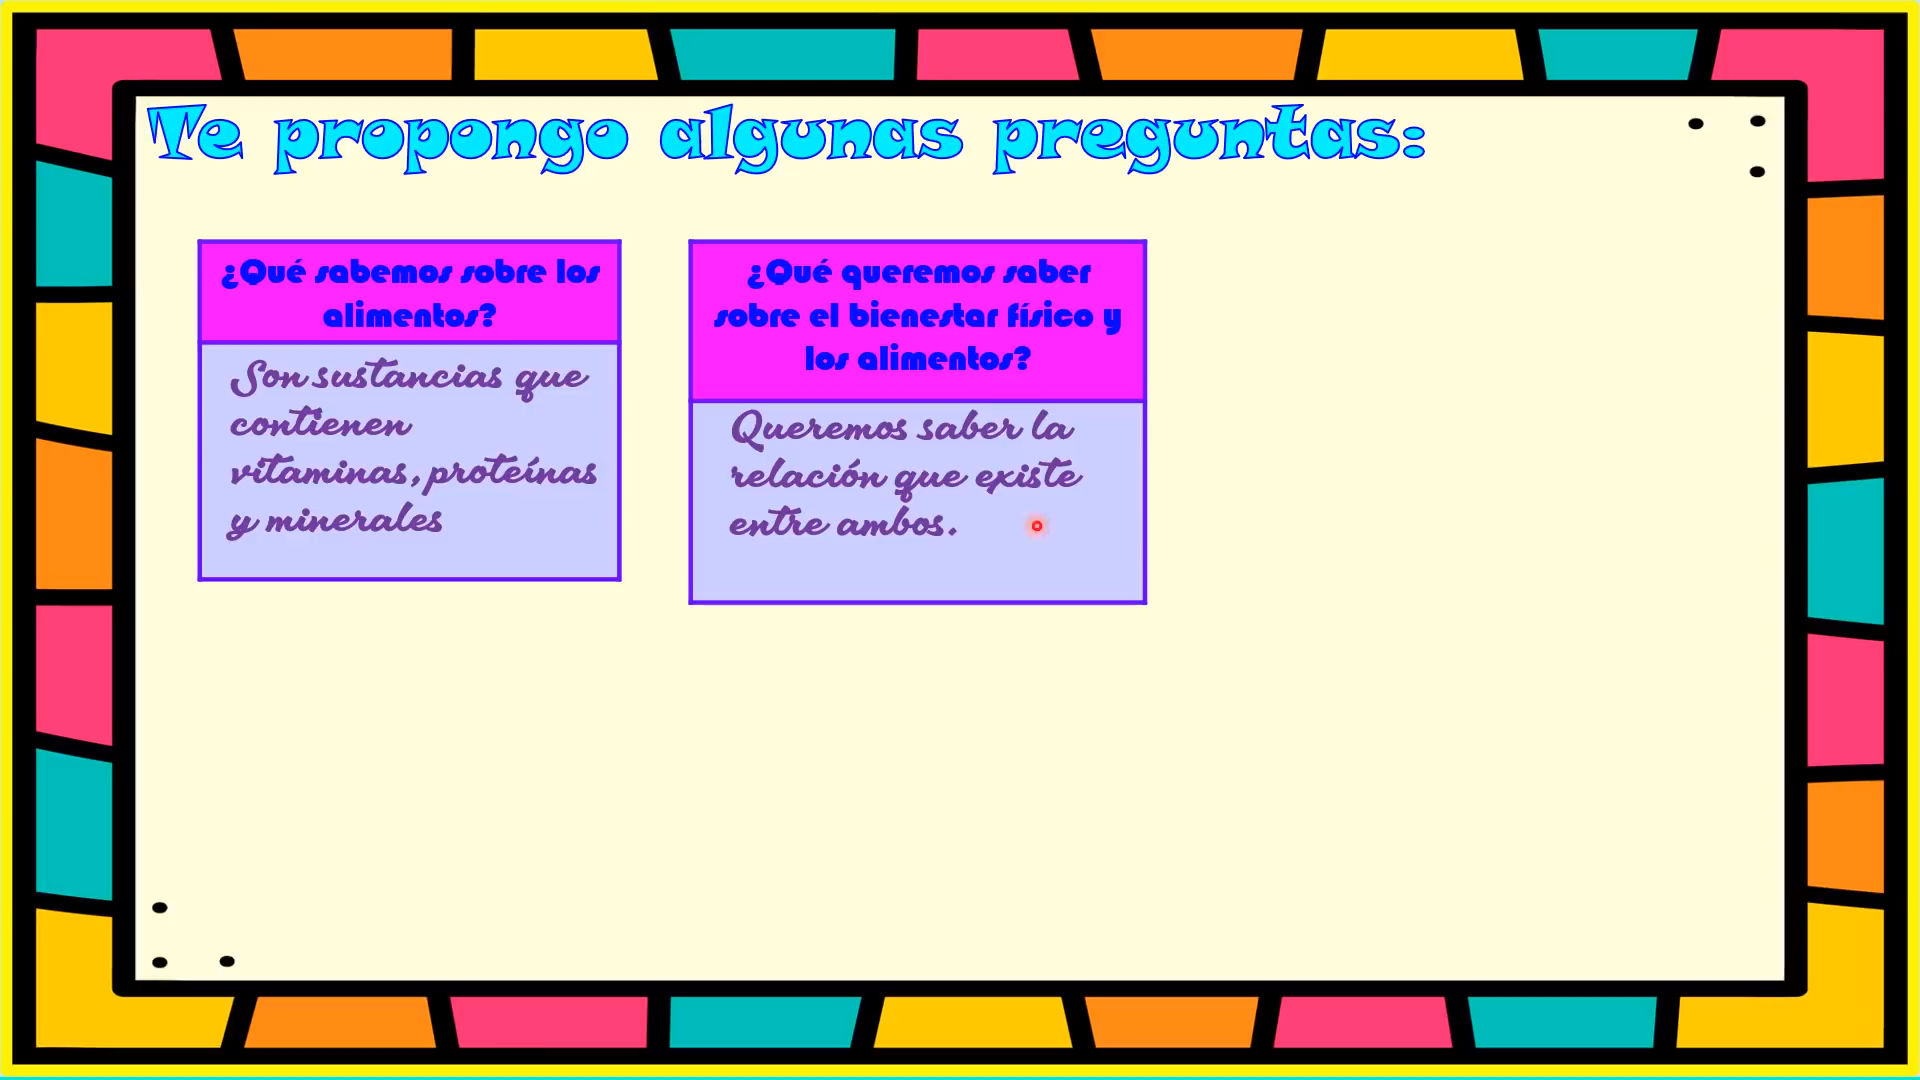 Te propongo algunas preguntas:
¿Qué sabemos sobre los
alimentos?
Son sustancias que
contienen
vitaminas, proteínas
y minerales
¿Qué queremos saber
sobre el bienestar físico y
los alimentos?
Queremos saber la
relación que existe
entre ambos.